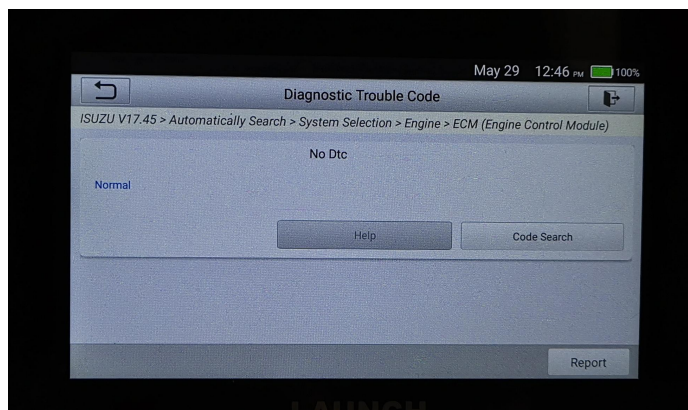 May 29 12:46 PM 100%
Diagnostic Trouble Code
ISUZU V17.45 > Automatically Search > System Selection > Engine > ECM (Engine Control Module)
No Dtc
Normal
Help
Code Search
Report
LAUNCH